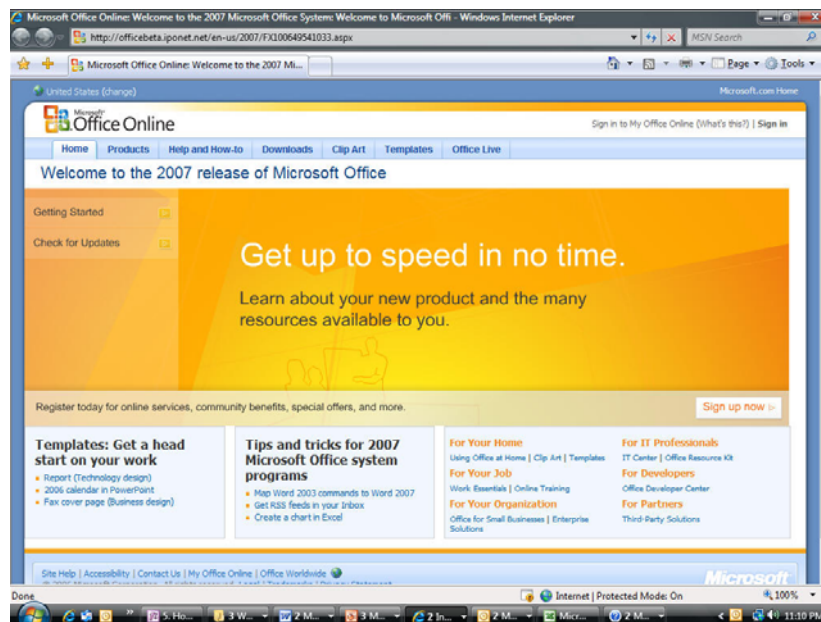 Microsoft Office Online: Welcome to the 2007 Microsoft Office System: Welcome to Microsoft Offi - Windows Internet Explorer
http://officebeta.iponet.net/en-us/2007/FX100649541033.aspx
MSN Search
Microsoft Office Online: Welcome to the 2007 Mi...
Page
Tools
United States (change)
Microsoft.com Home
Microsoft
Office Online
Sign in to My Office Online (What's this?) | Sign in
Home Products Help and How-to Downloads Clip Art Templates Office Live
Welcome to the 2007 release of Microsoft Office
Getting Started
Check for Updates
Get up to speed in no time.
Learn about your new product and the many
resources available to you.
Register today for online services, community benefits, special offers, and more.
Sign up now
Templates: Get a head
start on your work
Report (Technology design)
2006 calendar in PowerPoint
Fax cover page (Business design)
Tips and tricks for 2007
Microsoft Office system
programs
Map Word 2003 commands to Word 2007
Get RSS feeds in your Inbox
Create a chart in Excel
For Your Home
Using Office at Home | Clip Art | Templates
For Your Job
Work Essentials | Online Training
For Your Organization
Office for Small Businesses | Enterprise
Solutions
For IT Professionals
IT Center | Office Resource Kit
For Developers
Office Developer Center
For Partners
Third-Party Solutions
Site Help | Accessibility | Contact Us | My Office Online | Office Worldwide
Microsoft
Done
Internet | Protected Mode: On
100%
5. Ho... 3 W... 2 M... 3 M... 2 In... 2 M... Micr... 2 M...
11:10 PM